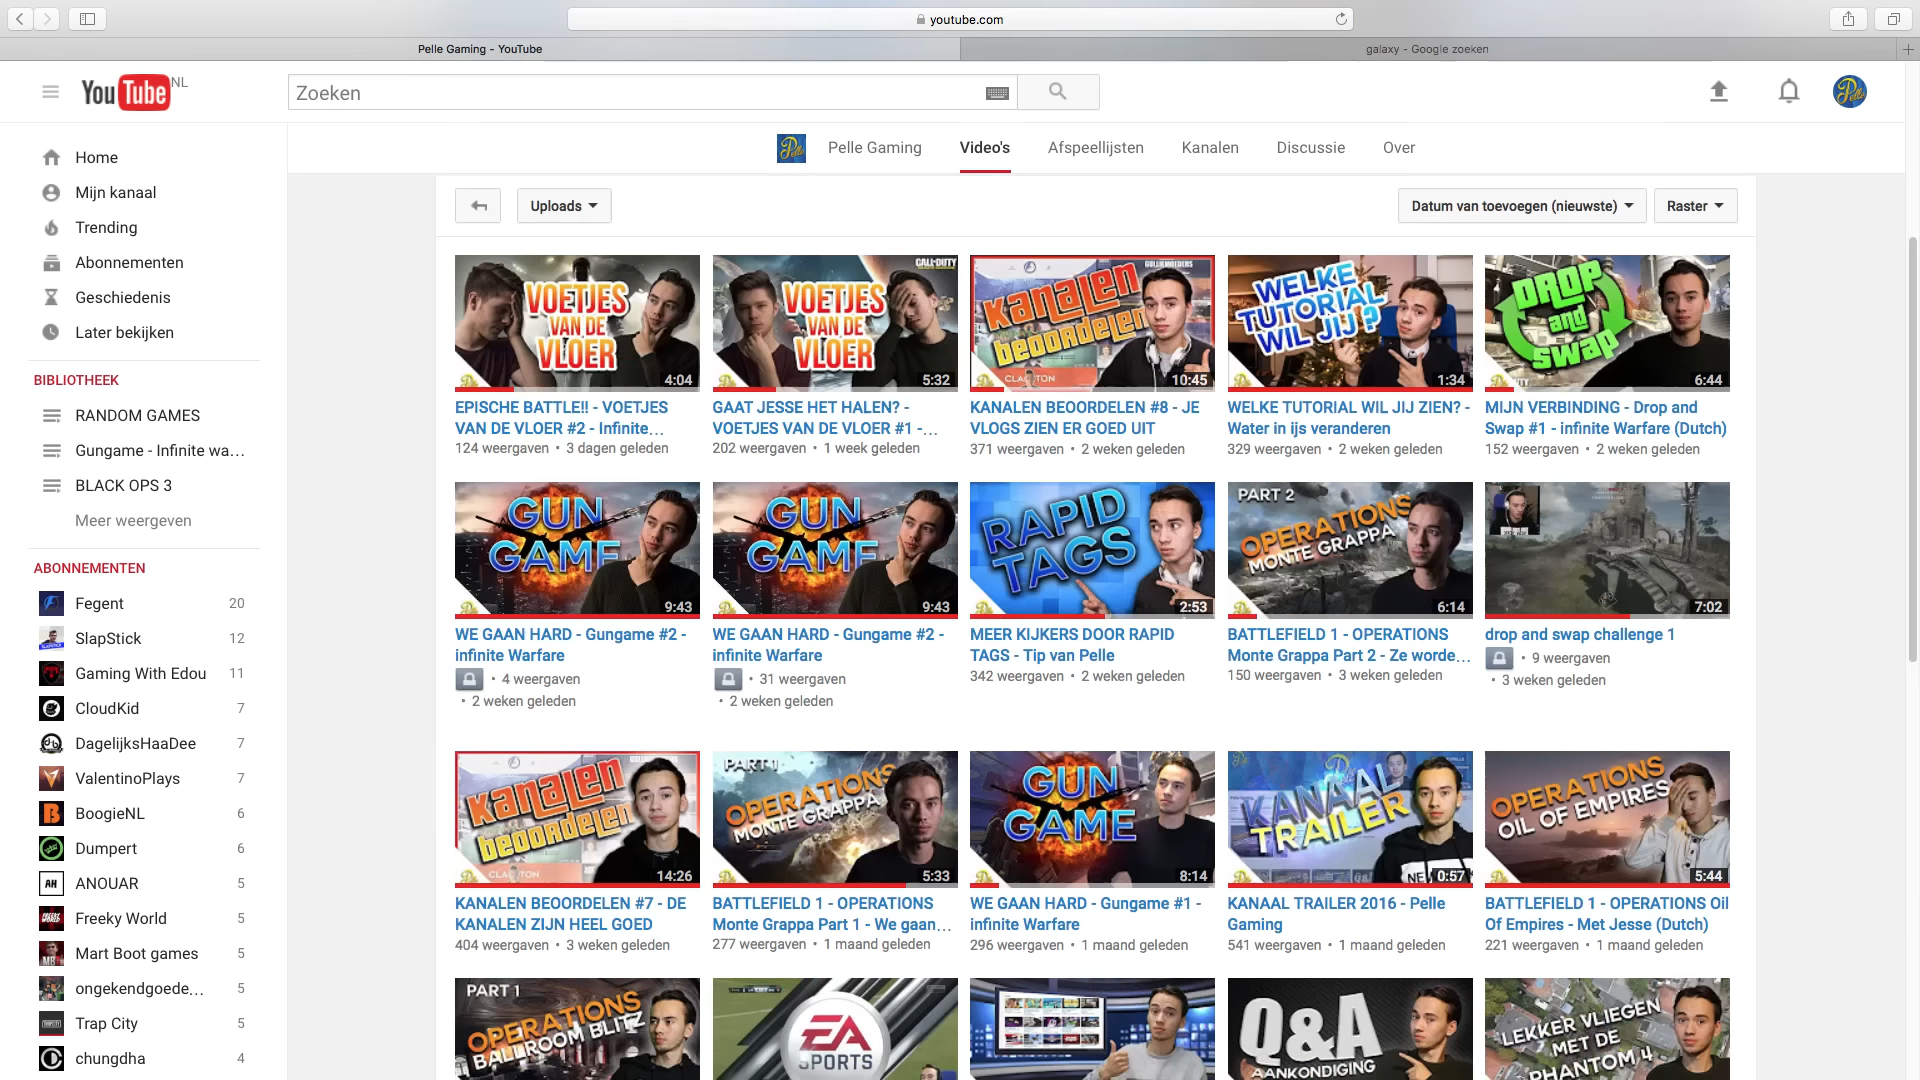 youtube.com
Pelle Gaming - YouTube
galaxy - Google zoeken
YouTube NL
Zoeken
Pelle Gaming
Video's
Afspeellijsten
Kanalen
Discussie
Over
Home
Mijn kanaal
Trending
Abonnementen
Geschiedenis
Later bekijken
BIBLIOTHEEK
RANDOM GAMES
Gungame - Infinite wa...
BLACK OPS 3
Meer weergeven
ABONNEMENTEN
Fegent 20
SlapStick 12
Gaming With Edou 11
CloudKid 7
DagelijksHaaDee 7
ValentinoPlays 7
BoogieNL 6
Dumpert 6
ANOUAR 5
Freeky World 5
Mart Boot games 5
ongekendgoede... 5
Trap City 5
chungdha 4
Uploads
Datum van toevoegen (nieuwste)
Raster
VOETJES
VAN DE
VLOER
4:04
EPISCHE BATTLE!! - VOETJES
VAN DE VLOER #2 - Infinite...
124 weergaven • 3 dagen geleden
CALL·DUTY
VOETJES
VAN DE
VLOER
5:32
GAAT JESSE HET HALEN? -
VOETJES VAN DE VLOER #1 -...
202 weergaven • 1 week geleden
KANALEN
beoordelen
10:45
KANALEN BEOORDELEN #8 - JE
VLOGS ZIEN ER GOED UIT
371 weergaven • 2 weken geleden
WELKE
TUTORIAL
WIL JIJ?
1:34
WELKE TUTORIAL WIL JIJ ZIEN? -
Water in ijs veranderen
329 weergaven • 2 weken geleden
DROP
and
SWAP
6:44
MIJN VERBINDING - Drop and
Swap #1 - infinite Warfare (Dutch)
152 weergaven • 2 weken geleden
GUN
GAME
9:43
WE GAAN HARD - Gungame #2 -
infinite Warfare
• 4 weergaven
• 2 weken geleden
GUN
GAME
9:43
WE GAAN HARD - Gungame #2 -
infinite Warfare
• 31 weergaven
• 2 weken geleden
RAPID
TAGS
2:53
MEER KIJKERS DOOR RAPID
TAGS - Tip van Pelle
342 weergaven • 2 weken geleden
PART 2
OPERATIONS
MONTE GRAPPA
6:14
BATTLEFIELD 1 - OPERATIONS
Monte Grappa Part 2 - Ze worde...
150 weergaven • 3 weken geleden
7:02
drop and swap challenge 1
• 9 weergaven
• 3 weken geleden
KANALEN
beoordelen
14:26
KANALEN BEOORDELEN #7 - DE
KANALEN ZIJN HEEL GOED
404 weergaven • 3 weken geleden
PART 1
OPERATIONS
MONTE GRAPPA
5:33
BATTLEFIELD 1 - OPERATIONS
Monte Grappa Part 1 - We gaan...
277 weergaven • 1 maand geleden
GUN
GAME
8:14
WE GAAN HARD - Gungame #1 -
infinite Warfare
296 weergaven • 1 maand geleden
KANAAL
TRAILER
0:57
KANAAL TRAILER 2016 - Pelle
Gaming
541 weergaven • 1 maand geleden
OPERATIONS
OIL OF EMPIRES
5:44
BATTLEFIELD 1 - OPERATIONS Oil
Of Empires - Met Jesse (Dutch)
221 weergaven • 1 maand geleden
PART 1
OPERATIONS
BALLROOM BLITZ
EA
SPORTS
Q&A
AANKONDIGING
LEKKER VLIEGEN
MET DE
PHANTOM 4